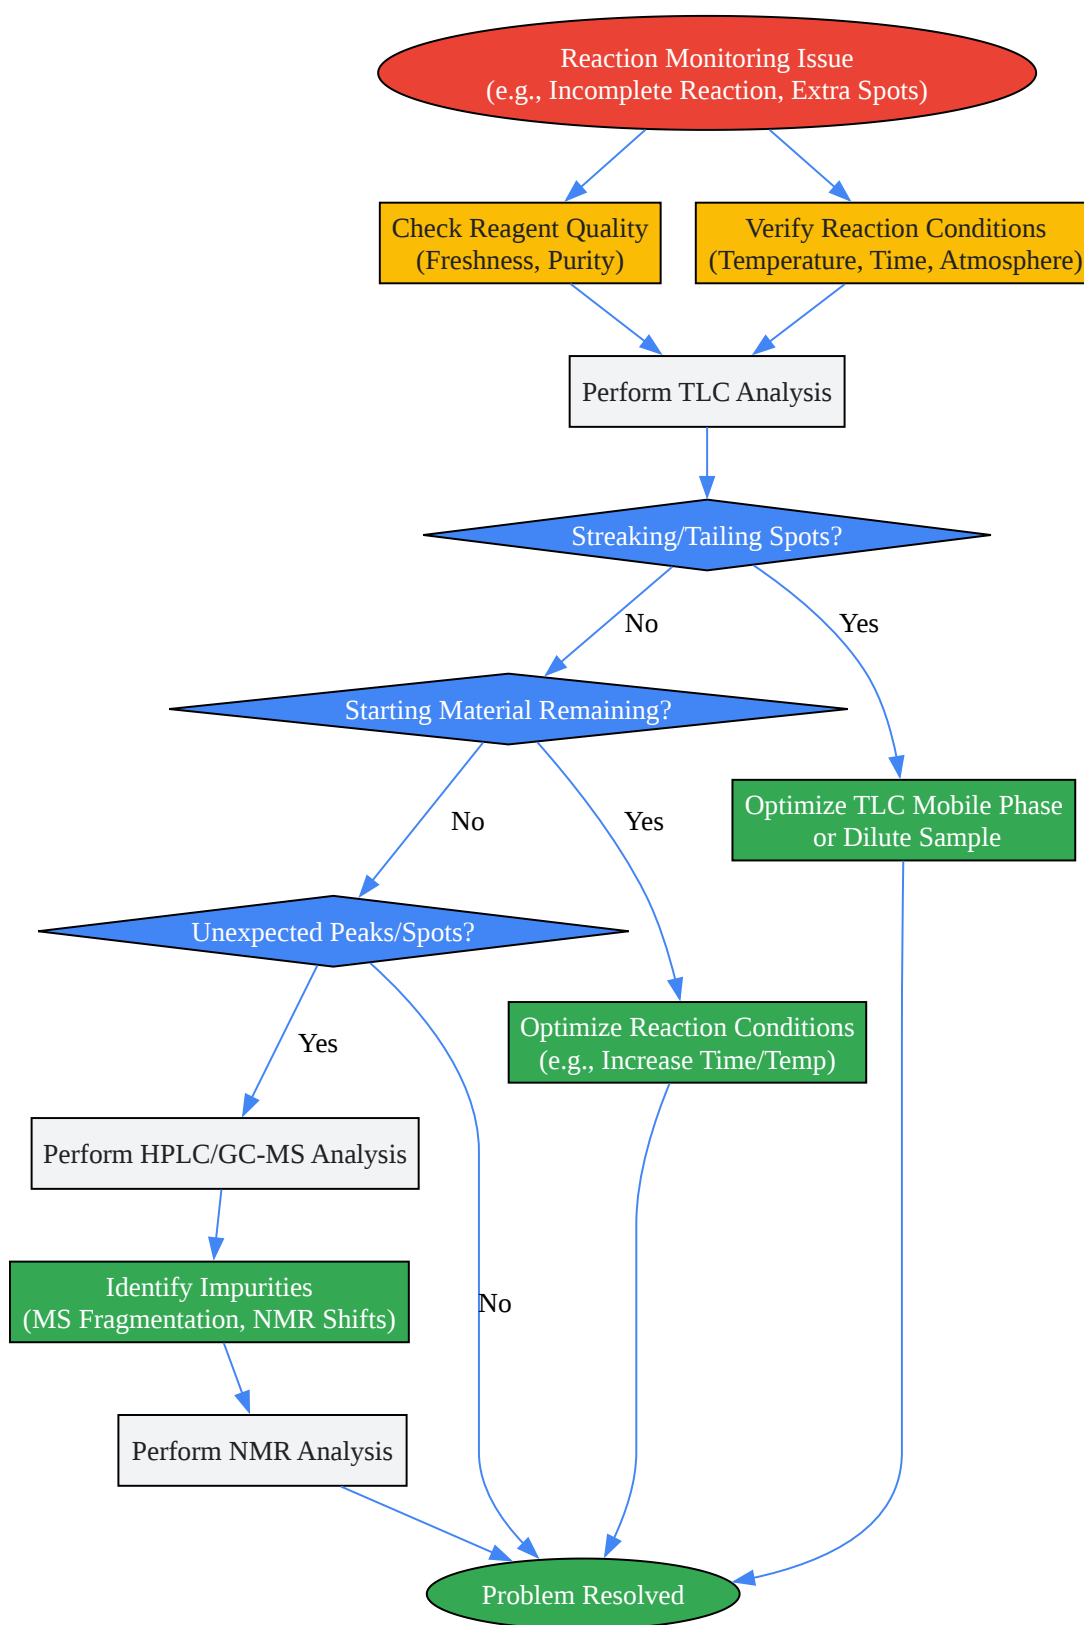 Reaction Monitoring Issue
(e.g., Incomplete Reaction, Extra Spots)
Check Reagent Quality
(Freshness, Purity)
Verify Reaction Conditions
(Temperature, Time, Atmosphere)
Perform TLC Analysis
Streaking/Tailing Spots?
No
Yes
Starting Material Remaining?
Optimize TLC Mobile Phase
or Dilute Sample
No
Yes
Unexpected Peaks/Spots?
Optimize Reaction Conditions
(e.g., Increase Time/Temp)
Yes
Perform HPLC/GC-MS Analysis
Identify Impurities
(MS Fragmentation, NMR Shifts)
No
Perform NMR Analysis
Problem Resolved